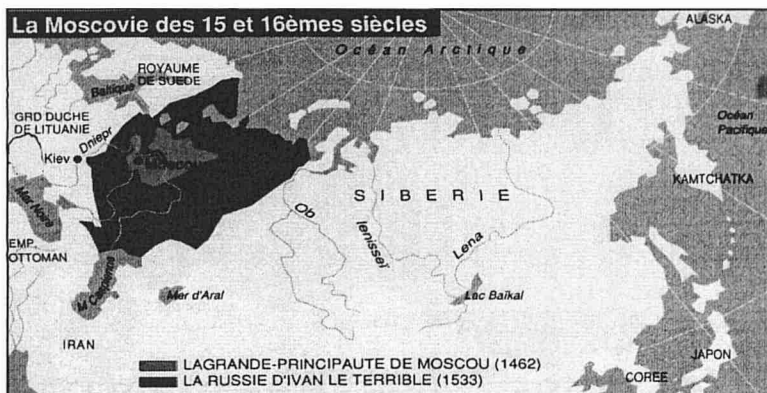 La Moscovie des 15 et 16èmes siècles
ALASKA
Océan Arctique
ROYAUME
DE SUEDE
Baltique
GRD DUCHE
DE LITUANIE
Dniepr
Océan
Pacifique
Kiev
MOSCOU
KAMTCHATKA
SIBERIE
Ob
Ienisseï
Lena
Mer Noire
EMP.
OTTOMAN
M Caspienne
Mer d'Aral
Lac Baïkal
IRAN
JAPON
COREE
LAGRANDE-PRINCIPAUTE DE MOSCOU (1462)
LA RUSSIE D'IVAN LE TERRIBLE (1533)